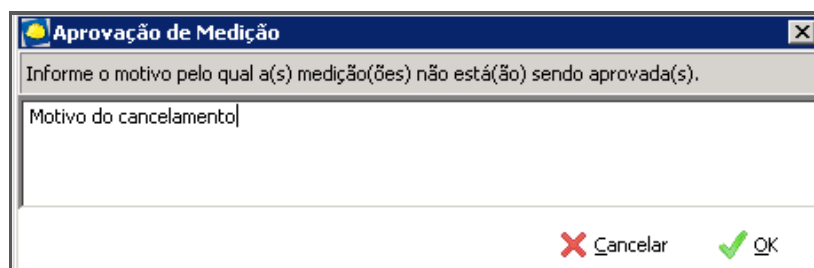 Aprovação de Medição
Informe o motivo pelo qual a(s) medição(ões) não está(ão) sendo aprovada(s).
Motivo do cancelamento
Cancelar OK